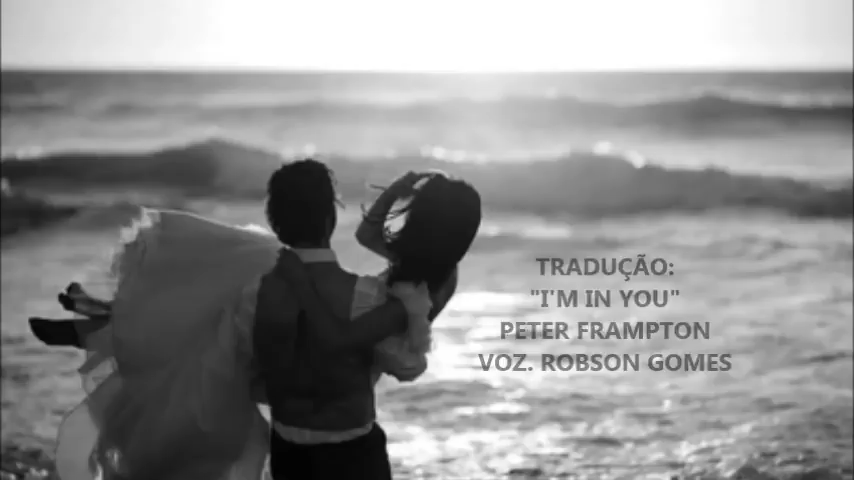 TRADUÇÃO:
"I'M IN YOU"
PETER FRAMPTON
VOZ. ROBSON GOMES